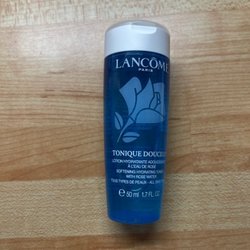 LANCÔME
PARIS
TONIQUE DOUCEUR
LOTION HYDRATANTE ADOUCISSANTE
À L'EAU DE ROSE
SOFTENING HYDRATING TONER
WITH ROSE WATER
TOUS TYPES DE PEAUX - ALL SKIN
e 50 ml 1.7 FL.OZ